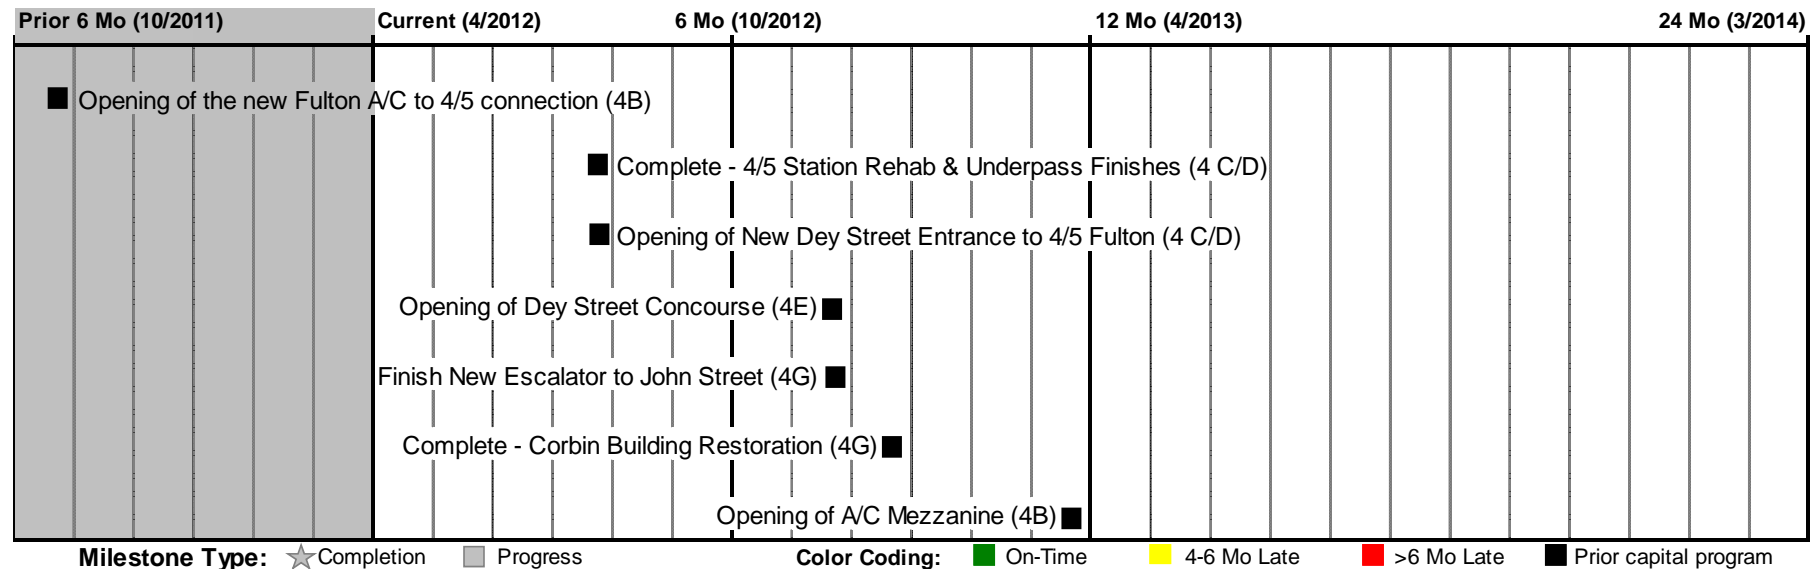 Prior 6 Mo (10/2011) Current (4/2012) 6 Mo (10/2012) 12 Mo (4/2013) 24 Mo (3/2014)
Opening of the new Fulton A/C to 4/5 connection (4B)
Complete - 4/5 Station Rehab & Underpass Finishes (4 C/D)
Opening of New Dey Street Entrance to 4/5 Fulton (4 C/D)
Opening of Dey Street Concourse (4E)
Finish New Escalator to John Street (4G)
Complete - Corbin Building Restoration (4G)
Opening of A/C Mezzanine (4B)
Milestone Type: Completion Progress Color Coding: On-Time 4-6 Mo Late >6 Mo Late Prior capital program